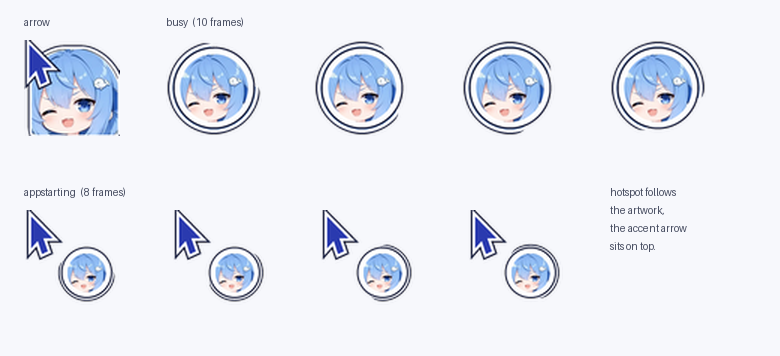 arrow
busy (10 frames)
appstarting (8 frames)
hotspot follows
the artwork,
the accent arrow
sits on top.